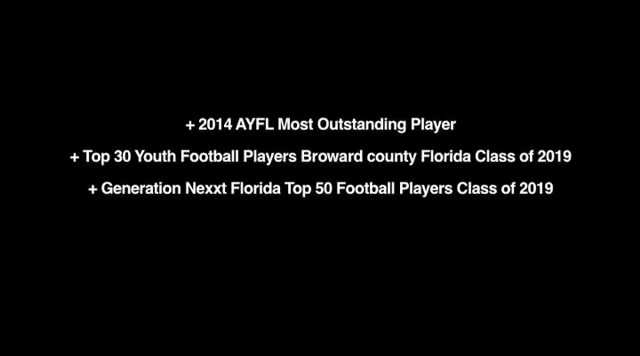 + 2014 AYFL Most Outstanding Player
+ Top 30 Youth Football Players Broward county Florida Class of 2019
+ Generation Nexxt Florida Top 50 Football Players Class of 2019